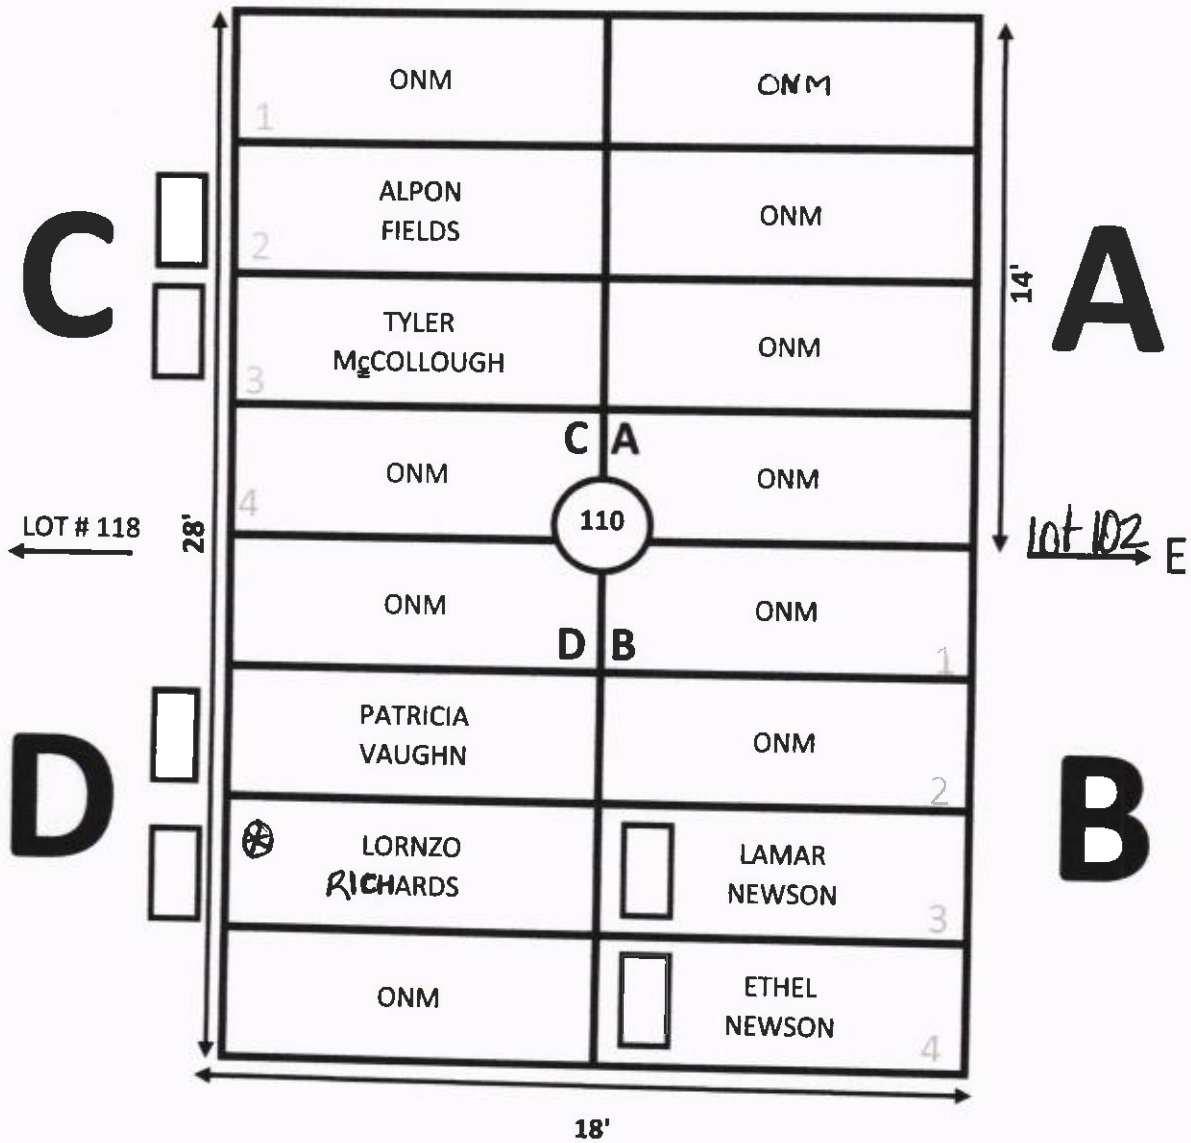 ONM
ONM
1
ALPON
FIELDS
ONM
2
C
A
14'
TYLER
McCOLLOUGH
ONM
3
C A
ONM
ONM
4
110
LOT # 118
28'
Lot 102
E
ONM
ONM
D B
1
PATRICIA
VAUGHN
ONM
2
D
B
LORNZO
RICHARDS
LAMAR
NEWSON
3
ONM
ETHEL
NEWSON
4
18'